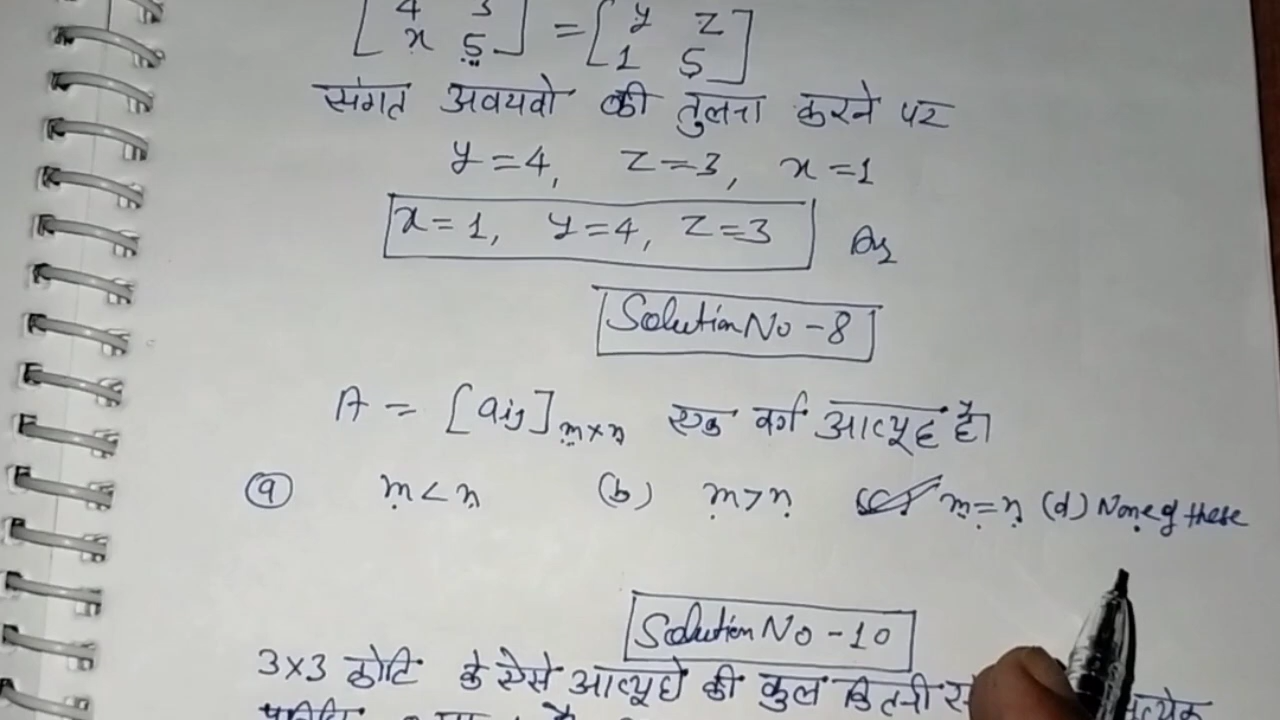 [4 3
x 5] = [y z
1 5]
संगत अवयवो की तुलना करने पर
y = 4, z = 3, x = 1
x = 1, y = 4, z = 3 Ans
Solution No - 8
A = [aij]m×n एक वर्ग आव्यूह है।
(a) m < n (b) m > n (c) m = n (d) None of these
Solution No - 10
3×3 कोटि के ऐसे आव्यूहों की कुल कितनी